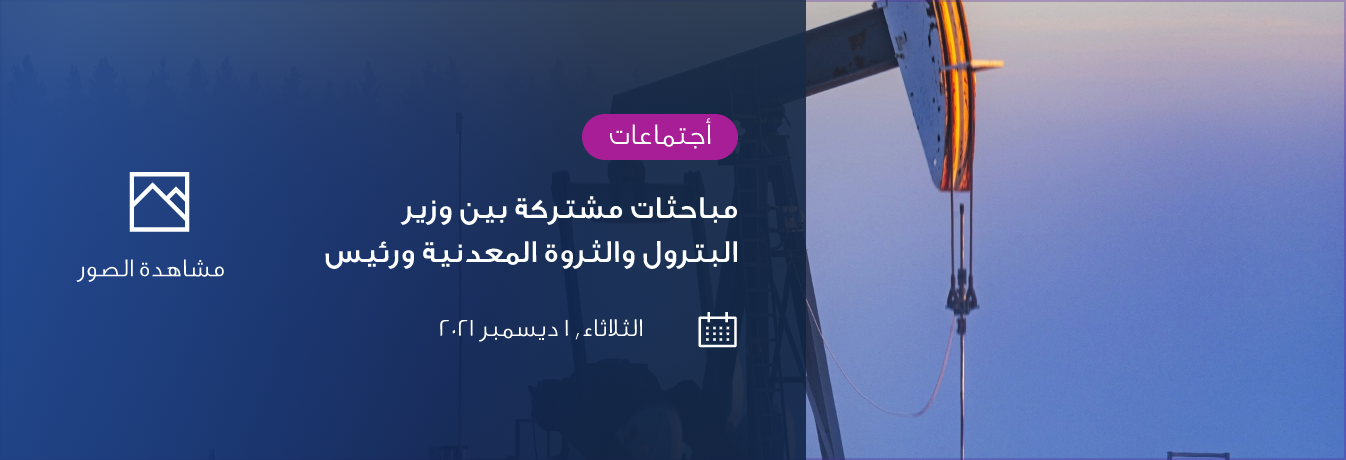 أجتماعات
مباحثات مشتركة بين وزير
البترول والثروة المعدنية ورئيس
الثلاثاء, ١ ديسمبر ٢٠٢١
مشاهدة الصور